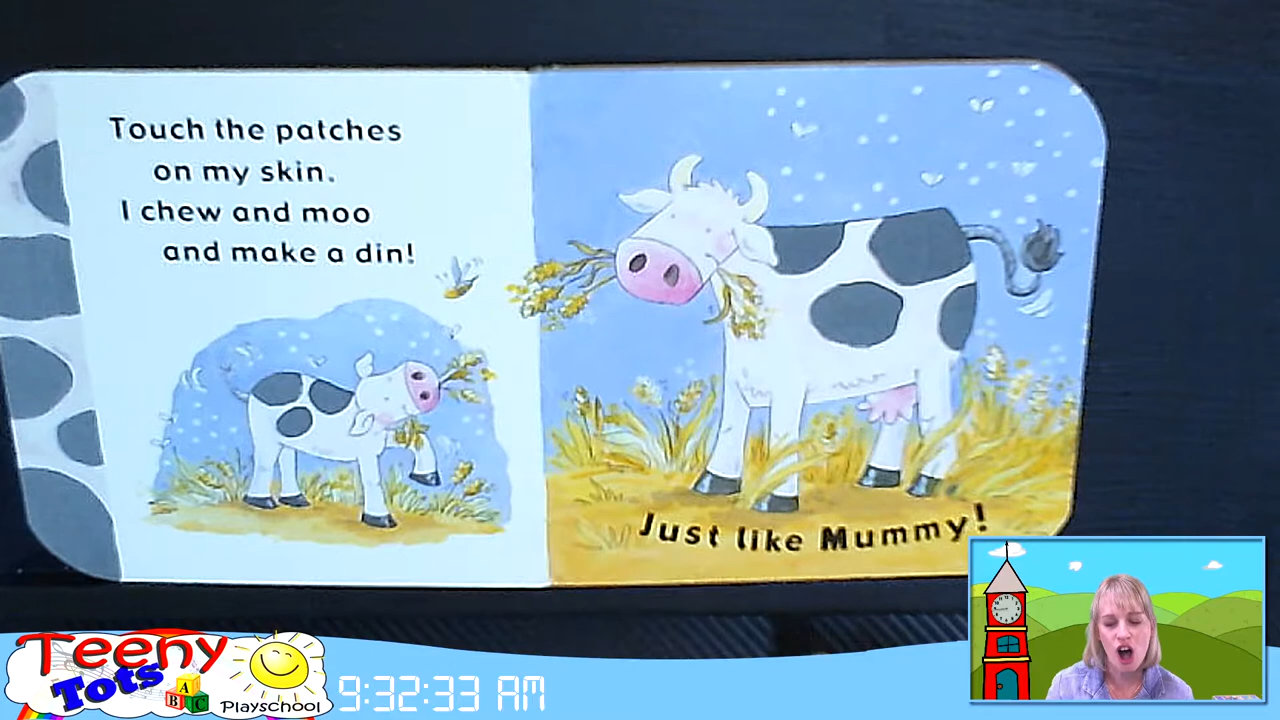 Touch the patches
on my skin.
I chew and moo
and make a din!
Just like Mummy!
Teeny
Tots
A
B C
Playschool
9:32:33 AM